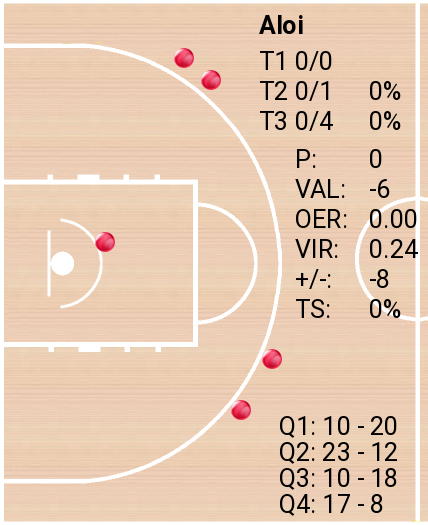 Aloi
T1 0/0
T2 0/1 0%
T3 0/4 0%
P: 0
VAL: -6
OER: 0.00
VIR: 0.24
+/-: -8
TS: 0%
Q1: 10 - 20
Q2: 23 - 12
Q3: 10 - 18
Q4: 17 - 8